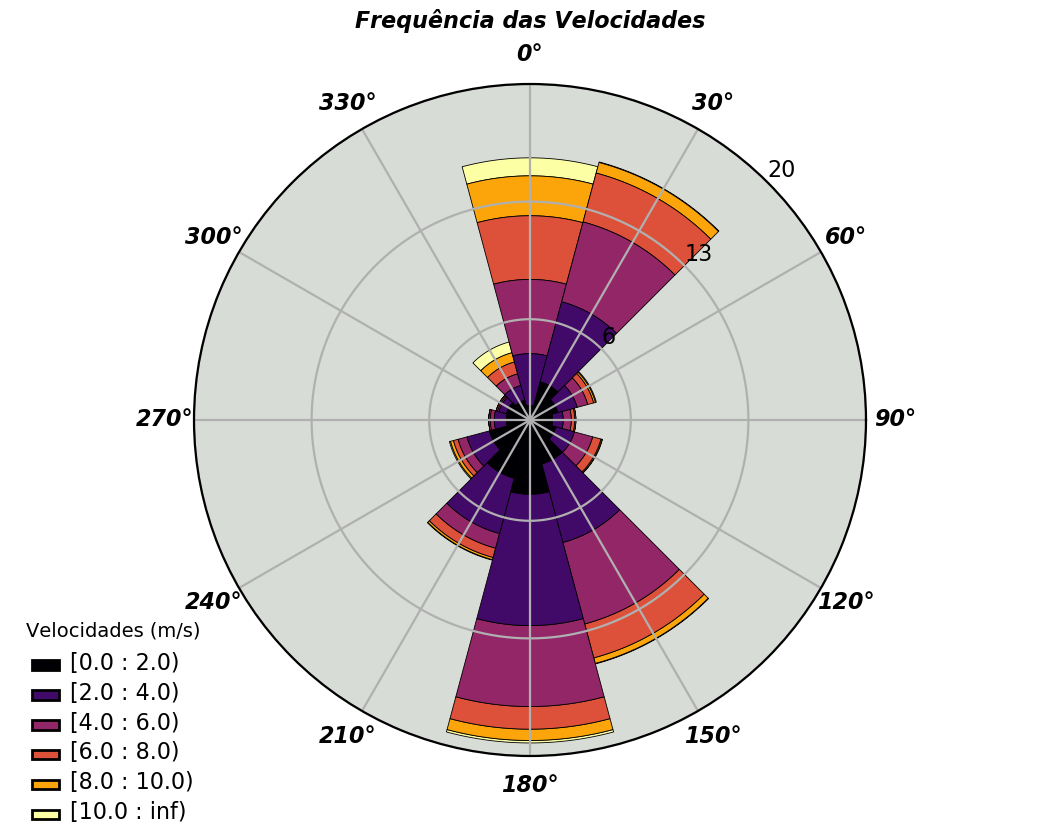 Frequência das Velocidades
0°
330°
30°
20
300°
60°
13
6
270°
90°
240°
120°
210°
150°
180°
Velocidades (m/s)
[0.0 : 2.0)
[2.0 : 4.0)
[4.0 : 6.0)
[6.0 : 8.0)
[8.0 : 10.0)
[10.0 : inf)